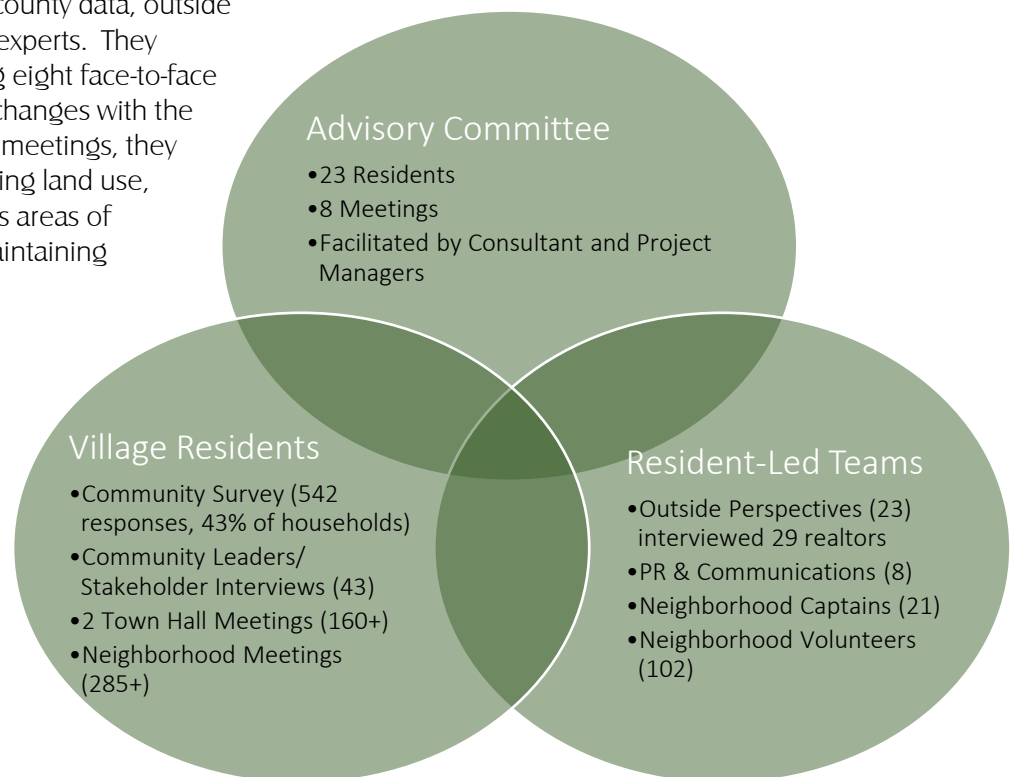 county data, outside
experts. They
g eight face-to-face
changes with the
meetings, they
ing land use,
s areas of
aintaining
Advisory Committee
•23 Residents
•8 Meetings
•Facilitated by Consultant and Project
Managers
Village Residents
•Community Survey (542
responses, 43% of households)
•Community Leaders/
Stakeholder Interviews (43)
•2 Town Hall Meetings (160+)
•Neighborhood Meetings
(285+)
Resident-Led Teams
•Outside Perspectives (23)
interviewed 29 realtors
•PR & Communications (8)
•Neighborhood Captains (21)
•Neighborhood Volunteers
(102)